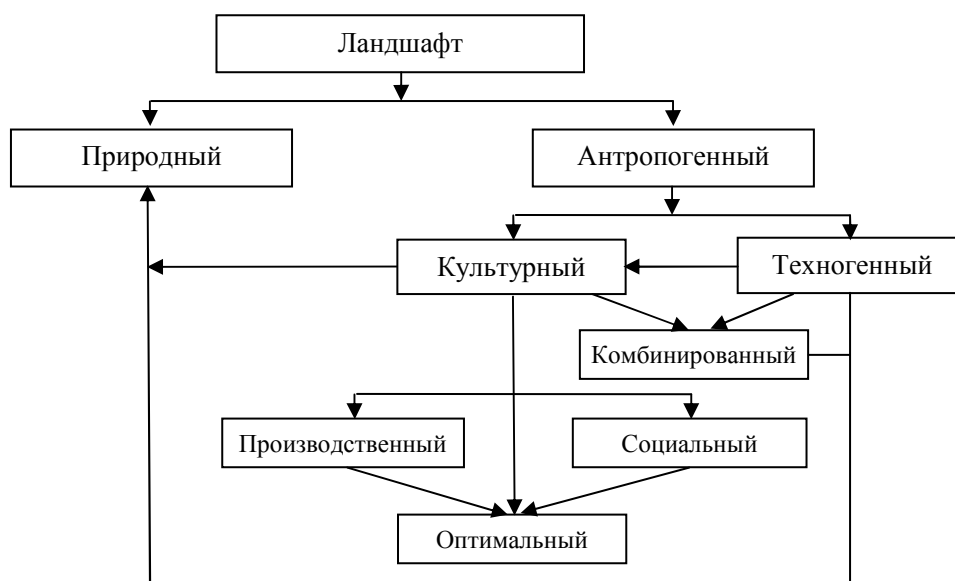 Ландшафт
Природный
Антропогенный
Культурный
Техногенный
Комбинированный
Производственный
Социальный
Оптимальный